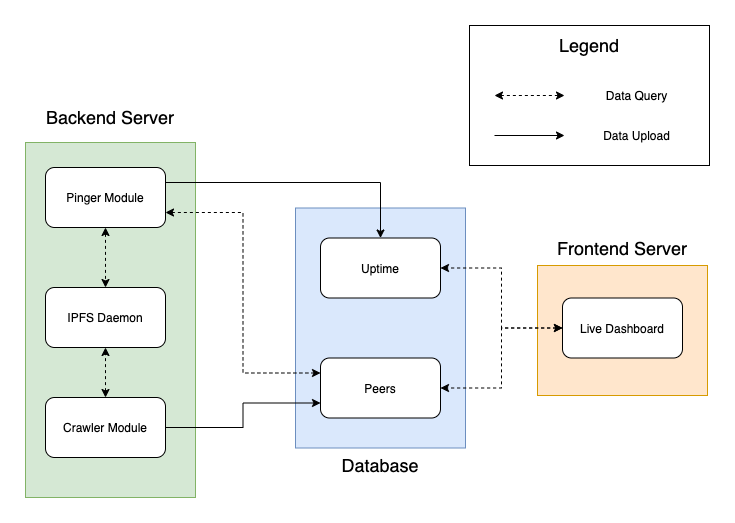 Legend
Data Query
Data Upload
Backend Server
Pinger Module
IPFS Daemon
Crawler Module
Uptime
Peers
Database
Frontend Server
Live Dashboard